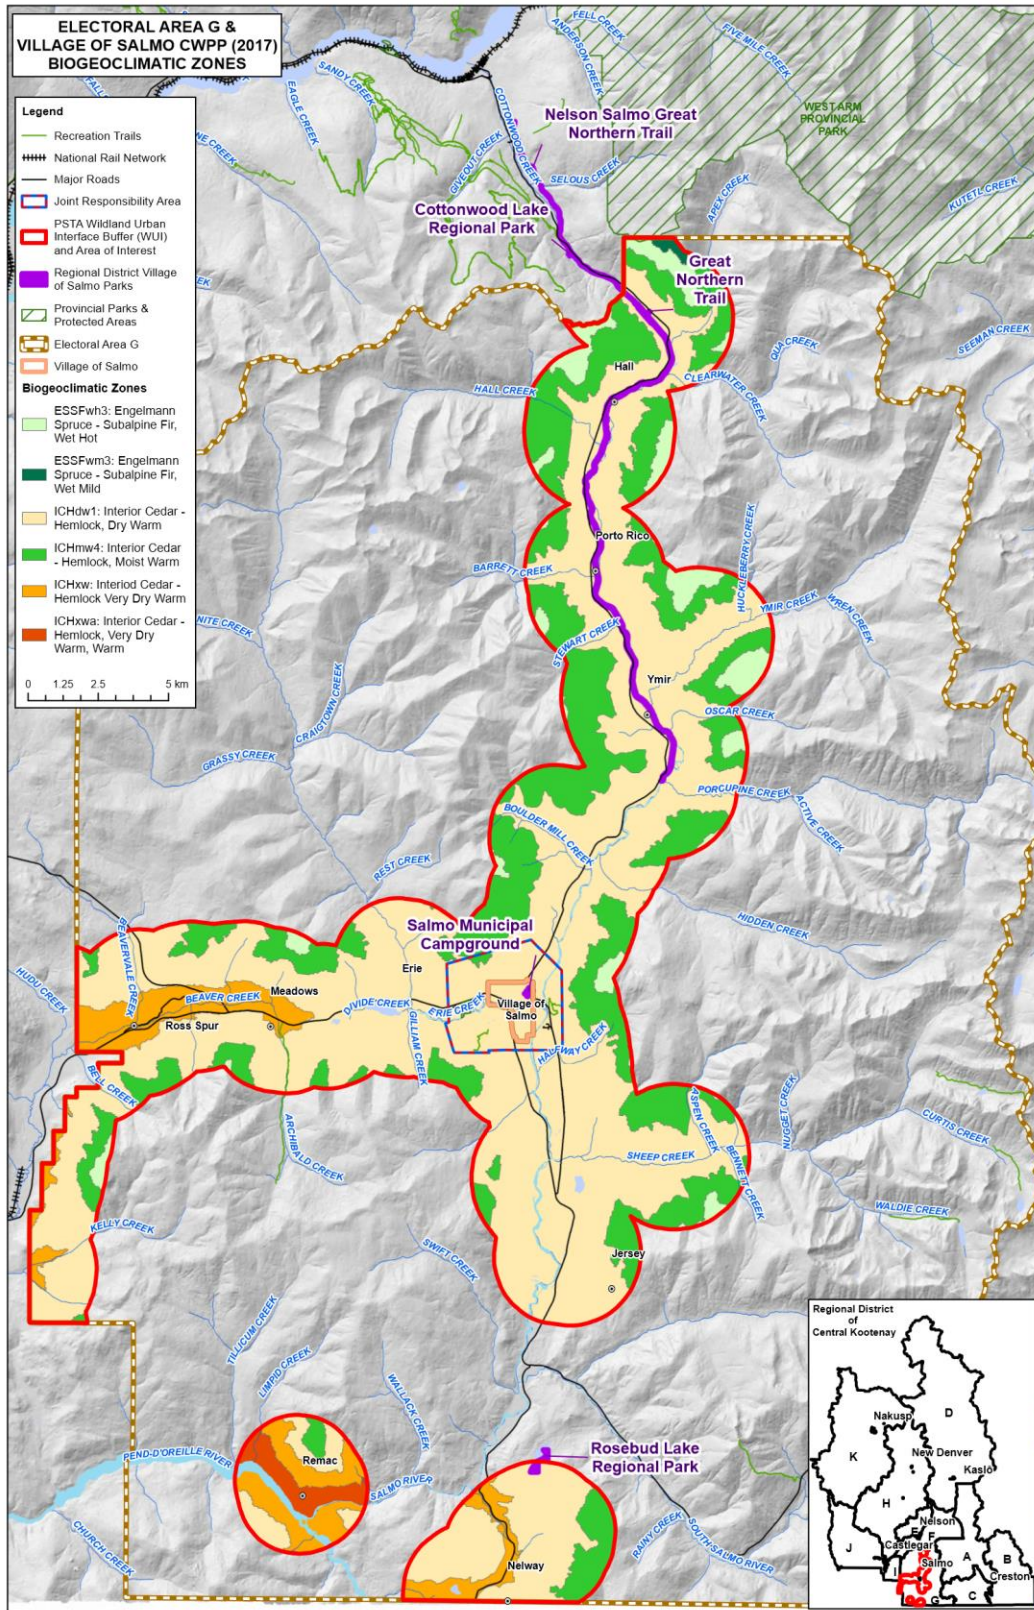 ELECTORAL AREA G &
VILLAGE OF SALMO CWPP (2017)
BIOGEOCLIMATIC ZONES
Legend
Recreation Trails
National Rail Network
Major Roads
Joint Responsibility Area
PSTA Wildland Urban
Interface Buffer (WUI)
and Area of Interest
Regional District Village
of Salmo Parks
Provincial Parks &
Protected Areas
Electoral Area G
Village of Salmo
Biogeoclimatic Zones
ESSFwh3: Engelmann
Spruce - Subalpine Fir,
Wet Hot
ESSFwm3: Engelmann
Spruce - Subalpine Fir,
Wet Mild
ICHdw1: Interior Cedar -
Hemlock, Dry Warm
ICHmw4: Interior Cedar
- Hemlock, Moist Warm
ICHxw: Interiod Cedar -
Hemlock Very Dry Warm
ICHxwa: Interior Cedar -
Hemlock, Very Dry
Warm, Warm
0 1.25 2.5 5 km
FELL CREEK
ANDERSON CREEK
FIVE MILE CREEK
SANDY CREEK
EAGLE CREEK
COTTONWOOD CREEK
GIVEOUT CREEK
Nelson Salmo Great
Northern Trail
SELOUS CREEK
WEST ARM
PROVINCIAL
PARK
KUTETL CREEK
APEX CREEK
Cottonwood Lake
Regional Park
Great
Northern
Trail
SEEMAN CREEK
QUA CREEK
Hall
HALL CREEK
CLEARWATER CREEK
HUCKLEBERRY CREEK
Porto Rico
BARRETT CREEK
YMIR CREEK
WREN CREEK
STEWART CREEK
Ymir
OSCAR CREEK
CRAIGTOWN CREEK
GRASSY CREEK
PORCUPINE CREEK
ACTIVE CREEK
BOULDER MILL CREEK
REST CREEK
HIDDEN CREEK
Salmo Municipal
Campground
BEAVERVALE CREEK
HUDU CREEK
Erie
Meadows
BEAVER CREEK
DIVIDE CREEK
ERIE CREEK
Village of
Salmo
Ross Spur
GILLIAM CREEK
HALFWAY CREEK
BELL CREEK
ARCHIBALD CREEK
ASPEN CREEK
NUGGET CREEK
CURTIS CREEK
SHEEP CREEK
BENNETT CREEK
WALDIE CREEK
KELLY CREEK
SWIFT CREEK
Jersey
TILLICUM CREEK
LIMPID CREEK
WALLACK CREEK
PEND-D'OREILLE RIVER
Remac
SALMO RIVER
Rosebud Lake
Regional Park
CHURCH CREEK
RAINY CREEK
SOUTH SALMO RIVER
Nelway
Regional District
of
Central Kootenay
Nakusp
D
K
New Denver
Kaslo
H
Nelson
E
F
J
Castlegar
I
Salmo
A
B
Creston
G
C